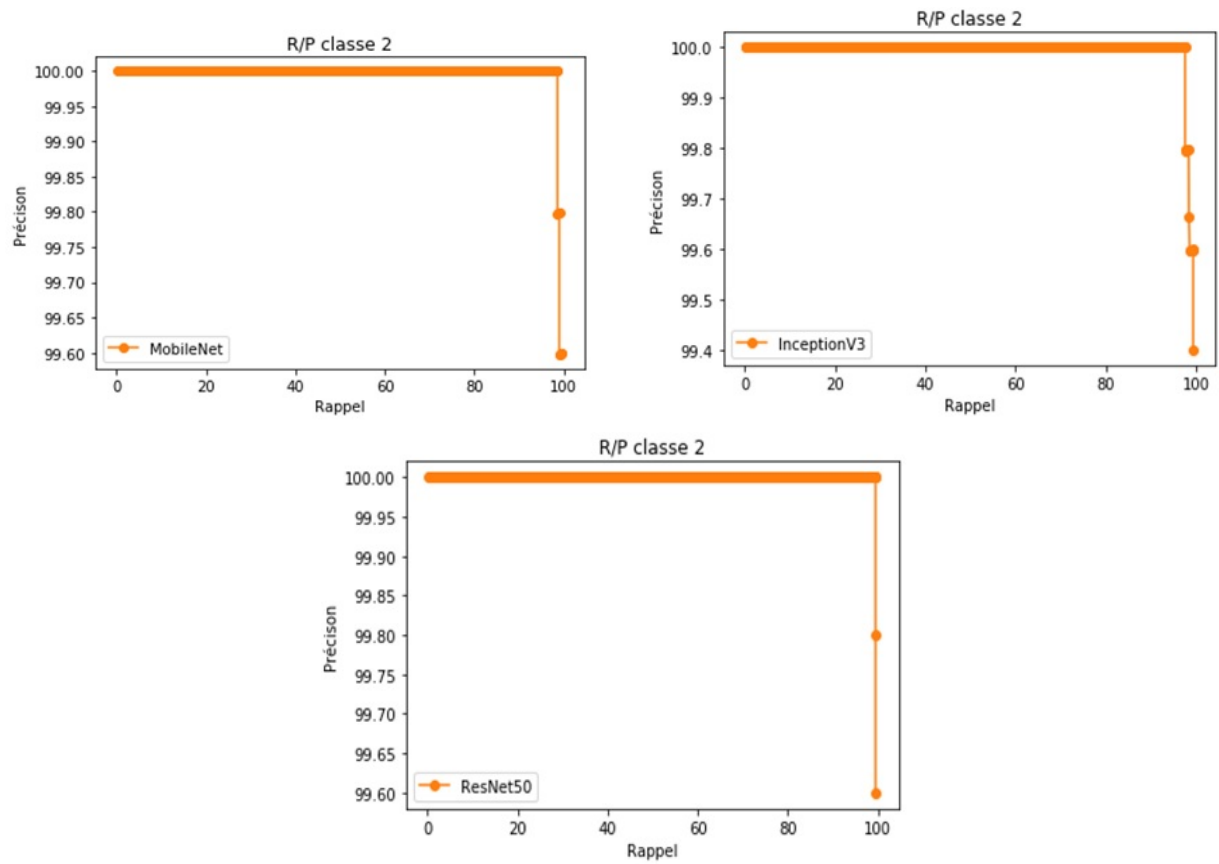 R/P classe 2
100.00
99.95
99.90
99.85
99.80
99.75
99.70
99.65
99.60
Précison
MobileNet
0 20 40 60 80 100
Rappel
R/P classe 2
100.0
99.9
99.8
99.7
99.6
99.5
99.4
Précison
InceptionV3
0 20 40 60 80 100
Rappel
R/P classe 2
100.00
99.95
99.90
99.85
99.80
99.75
99.70
99.65
99.60
Précison
ResNet50
0 20 40 60 80 100
Rappel